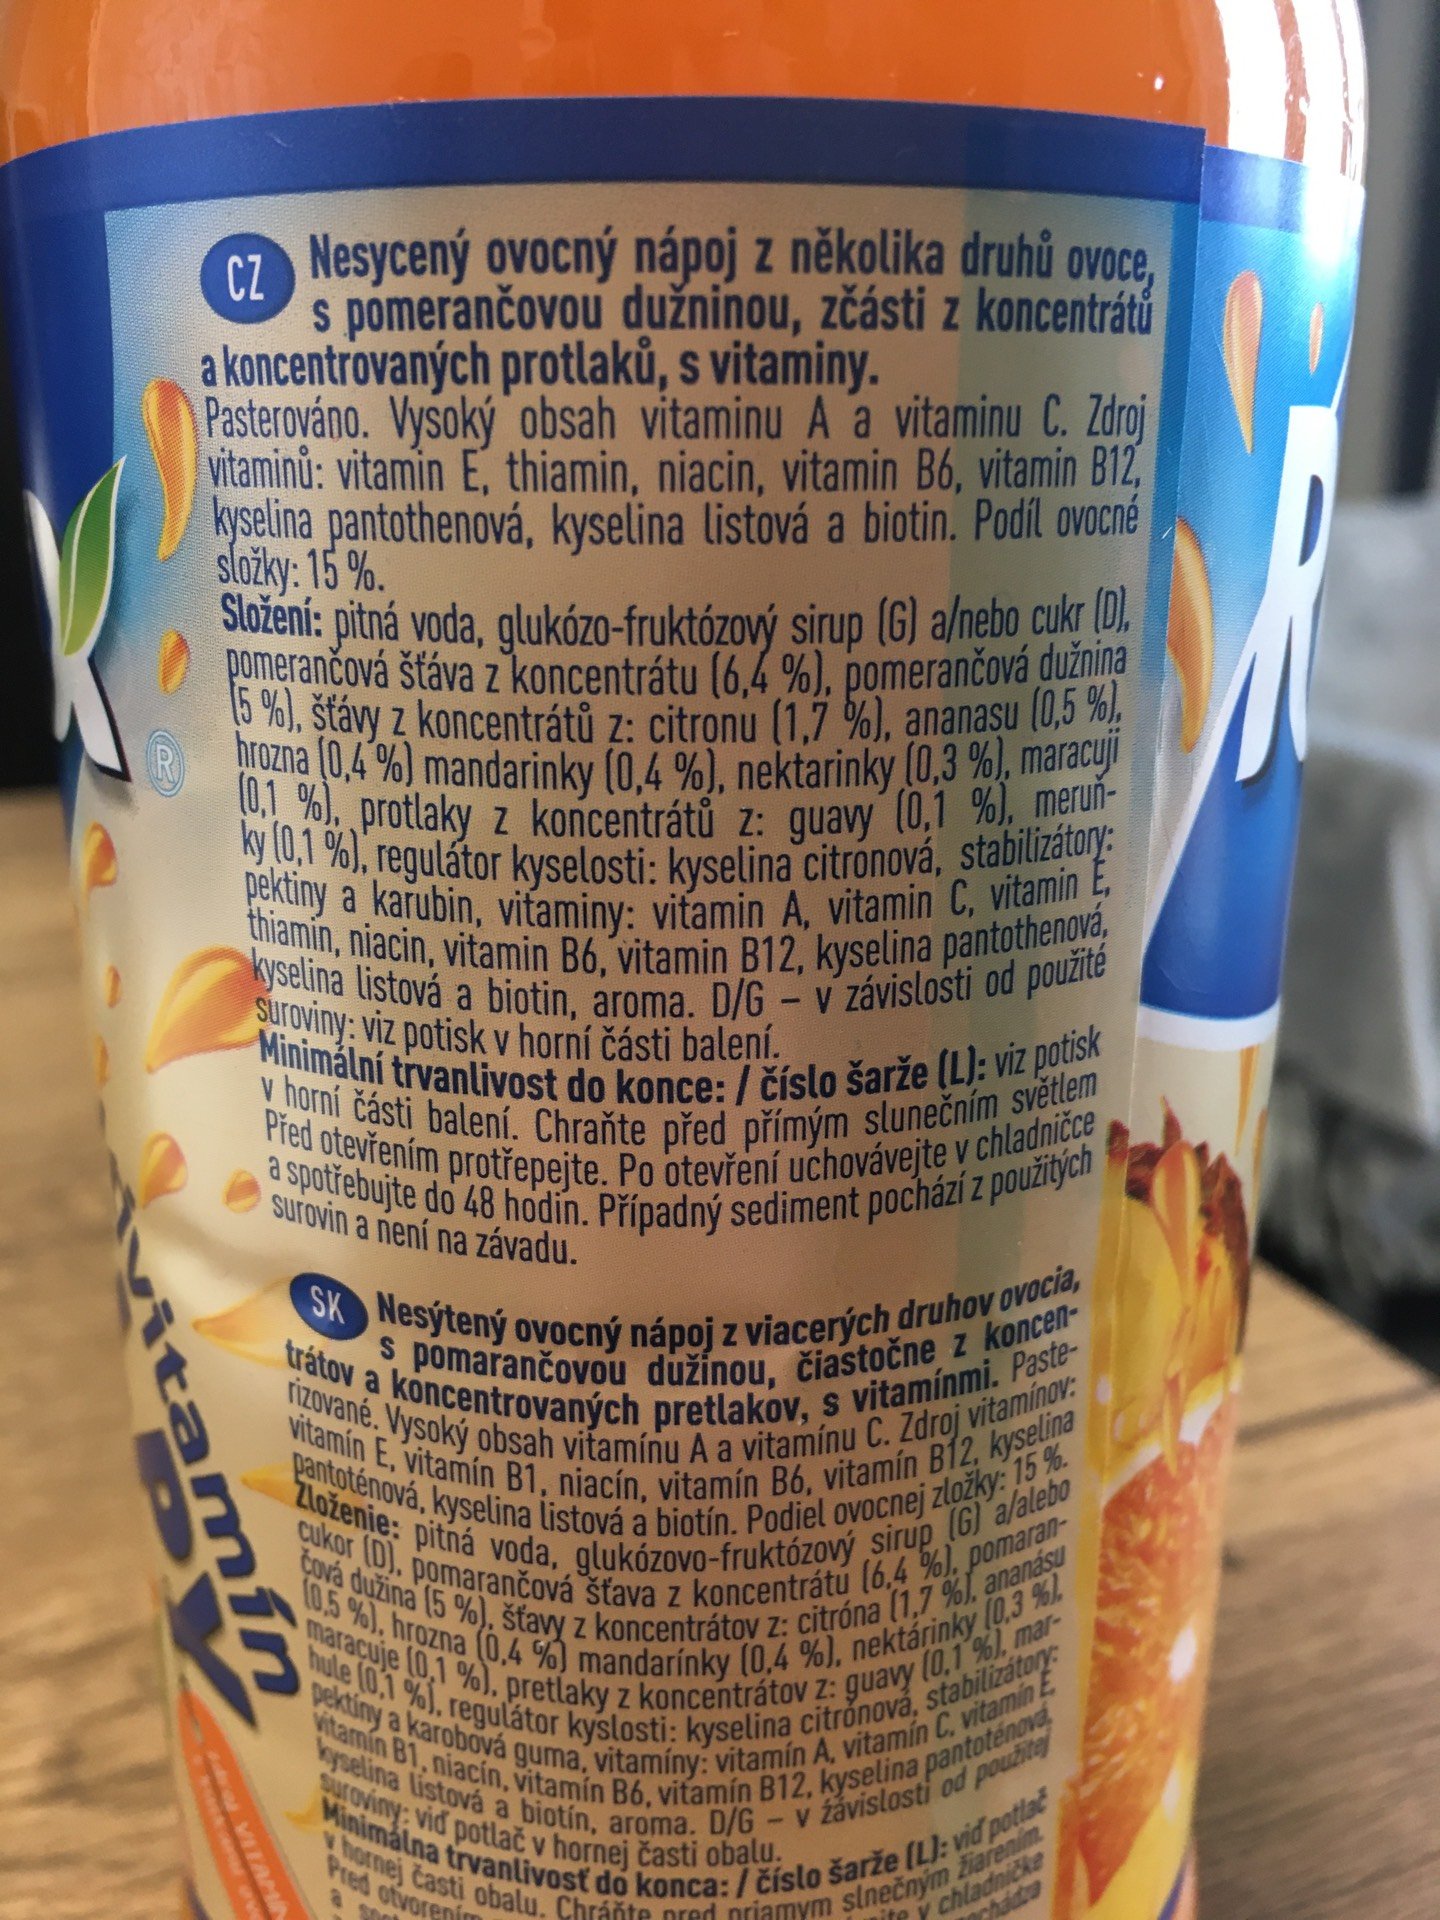 CZ Nesycený ovocný nápoj z několika druhů ovoce,
s pomerančovou dužninou, zčásti z koncentrátů
a koncentrovaných protlaků, s vitaminy.
Pasterováno. Vysoký obsah vitaminu A a vitaminu C. Zdroj
vitaminů: vitamin E, thiamin, niacin, vitamin B6, vitamin B12,
kyselina pantothenová, kyselina listová a biotin. Podíl ovocné
složky: 15 %.
Složení: pitná voda, glukózo-fruktózový sirup (G) a/nebo cukr (D),
pomerančová šťáva z koncentrátu (6,4 %), pomerančová dužnina
(5 %), šťávy z koncentrátů z: citronu (1,7 %), ananasu (0,5 %),
hrozna (0,4 %) mandarinky (0,4 %), nektarinky (0,3 %), maracuji
(0,1 %), protlaky z koncentrátů z: guavy (0,1 %), meruň-
ky (0,1 %), regulátor kyselosti: kyselina citronová, stabilizátory:
pektiny a karubin, vitaminy: vitamin A, vitamin C, vitamin E,
thiamin, niacin, vitamin B6, vitamin B12, kyselina pantothenová,
kyselina listová a biotin, aroma. D/G – v závislosti od použité
suroviny: viz potisk v horní části balení.
Minimální trvanlivost do konce: / číslo šarže (L): viz potisk
v horní části balení. Chraňte před přímým slunečním světlem
Před otevřením protřepejte. Po otevření uchovávejte v chladničce
a spotřebujte do 48 hodin. Případný sediment pochází z použitých
surovin a není na závadu.
SK Nesýtený ovocný nápoj z viacerých druhov ovocia,
s pomarančovou dužinou, čiastočne z koncen-
trátov a koncentrovaných pretlakov, s vitamínmi. Paste-
rizované. Vysoký obsah vitamínu A a vitamínu C. Zdroj vitamínov:
vitamín E, vitamín B1, niacín, vitamín B6, vitamín B12, kyselina
pantoténová, kyselina listová a biotín. Podiel ovocnej zložky: 15 %.
Zloženie: pitná voda, glukózovo-fruktózový sirup (G) a/alebo
cukor (D), pomarančová šťava z koncentrátu (6,4 %), pomaran-
čová dužina (5 %), šťavy z koncentrátov z: citróna (1,7 %), ananásu
(0,5 %), hrozna (0,4 %) mandarínky (0,4 %), nektárinky (0,3 %),
maracuje (0,1 %), pretlaky z koncentrátov z: guavy (0,1 %), mar-
hule (0,1 %), regulátor kyslosti: kyselina citrónová, stabilizátory:
pektíny a karobová guma, vitamíny: vitamín A, vitamín C, vitamín E,
vitamín B1, niacín, vitamín B6, vitamín B12, kyselina pantoténová,
kyselina listová a biotín, aroma. D/G – v závislosti od použitej
suroviny: viď potlač v hornej časti obalu.
Minimálna trvanlivosť do konca: / číslo šarže (L): viď potlač
v hornej časti obalu. Chráňte pred priamym slnečným žiarením.
Pred otvorením v chladničke
®
vitamín